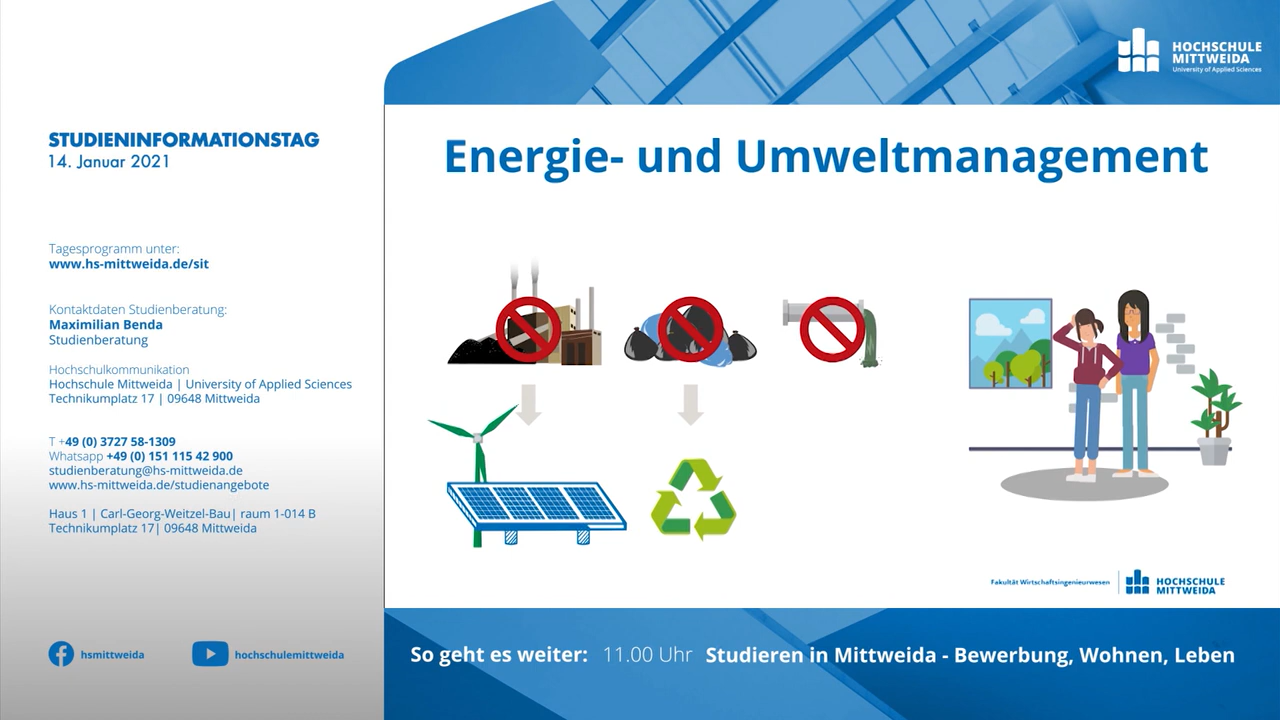 STUDIENINFORMATIONSTAG
14. Januar 2021
Tagesprogramm unter:
www.hs-mittweida.de/sit
Kontaktdaten Studienberatung:
Maximilian Benda
Studienberatung
Hochschulkommunikation
Hochschule Mittweida | University of Applied Sciences
Technikumplatz 17 | 09648 Mittweida
T +49 (0) 3727 58-1309
Whatsapp +49 (0) 151 115 42 900
studienberatung@hs-mittweida.de
www.hs-mittweida.de/studienangebote
Haus 1 | Carl-Georg-Weitzel-Bau| raum 1-014 B
Technikumplatz 17| 09648 Mittweida
hsmittweida
hochschulemittweida
HOCHSCHULE
MITTWEIDA
University of Applied Sciences
Energie- und Umweltmanagement
Fakultät Wirtschaftsingenieurwesen
HOCHSCHULE
MITTWEIDA
So geht es weiter: 11.00 Uhr Studieren in Mittweida - Bewerbung, Wohnen, Leben